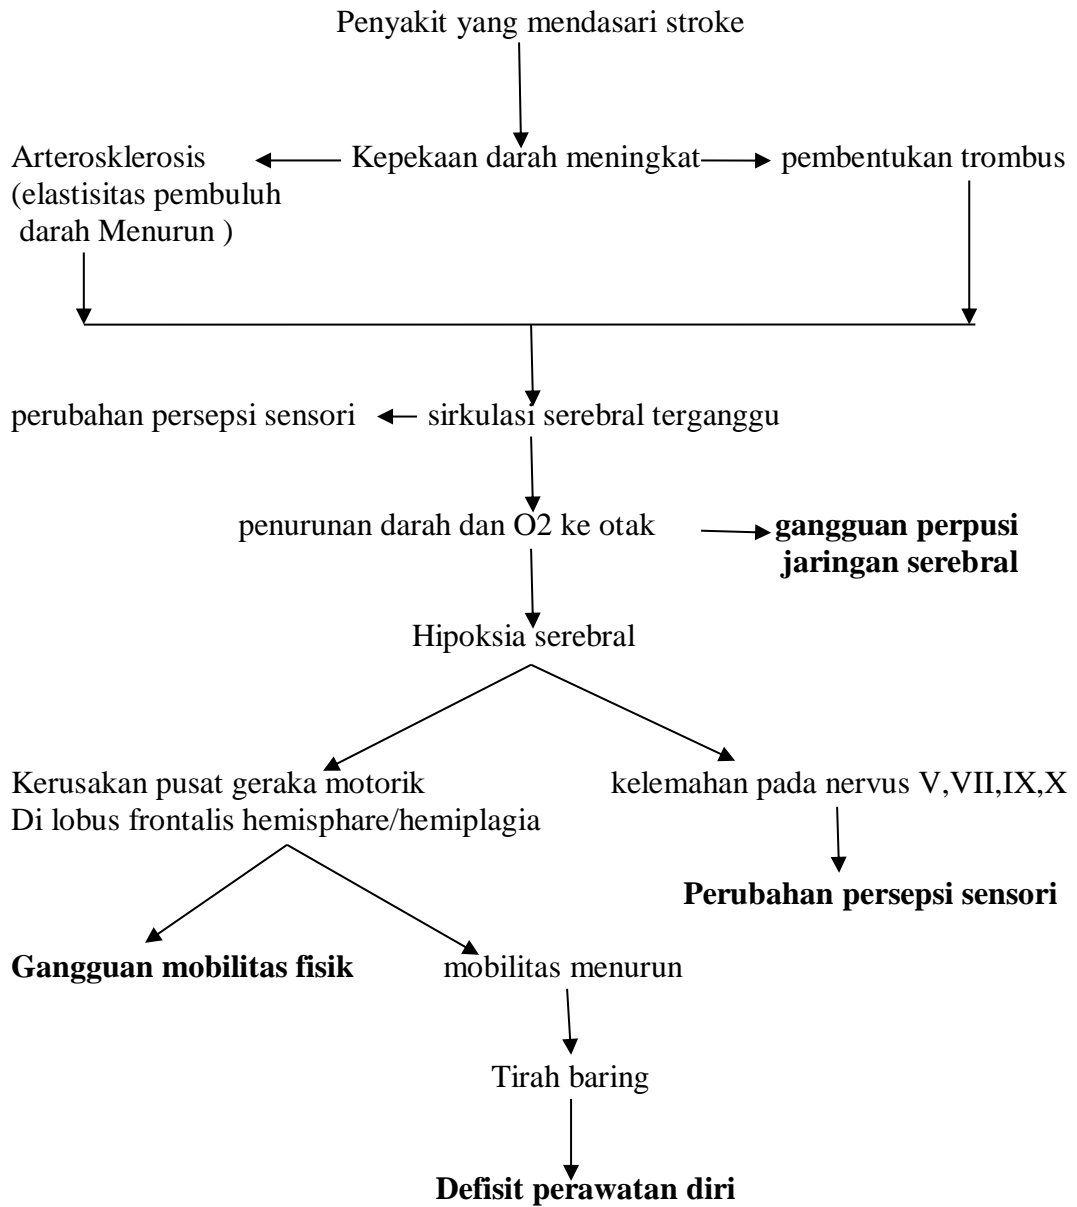 Penyakit yang mendasari stroke
Arterosklerosis
(elastisitas pembuluh
darah Menurun )
Kepekaan darah meningkat
pembentukan trombus
perubahan persepsi sensori
sirkulasi serebral terganggu
penurunan darah dan O2 ke otak
gangguan perpusi
jaringan serebral
Hipoksia serebral
Kerusakan pusat geraka motorik
Di lobus frontalis hemisphare/hemiplagia
kelemahan pada nervus V,VII,IX,X
Perubahan persepsi sensori
Gangguan mobilitas fisik
mobilitas menurun
Tirah baring
Defisit perawatan diri